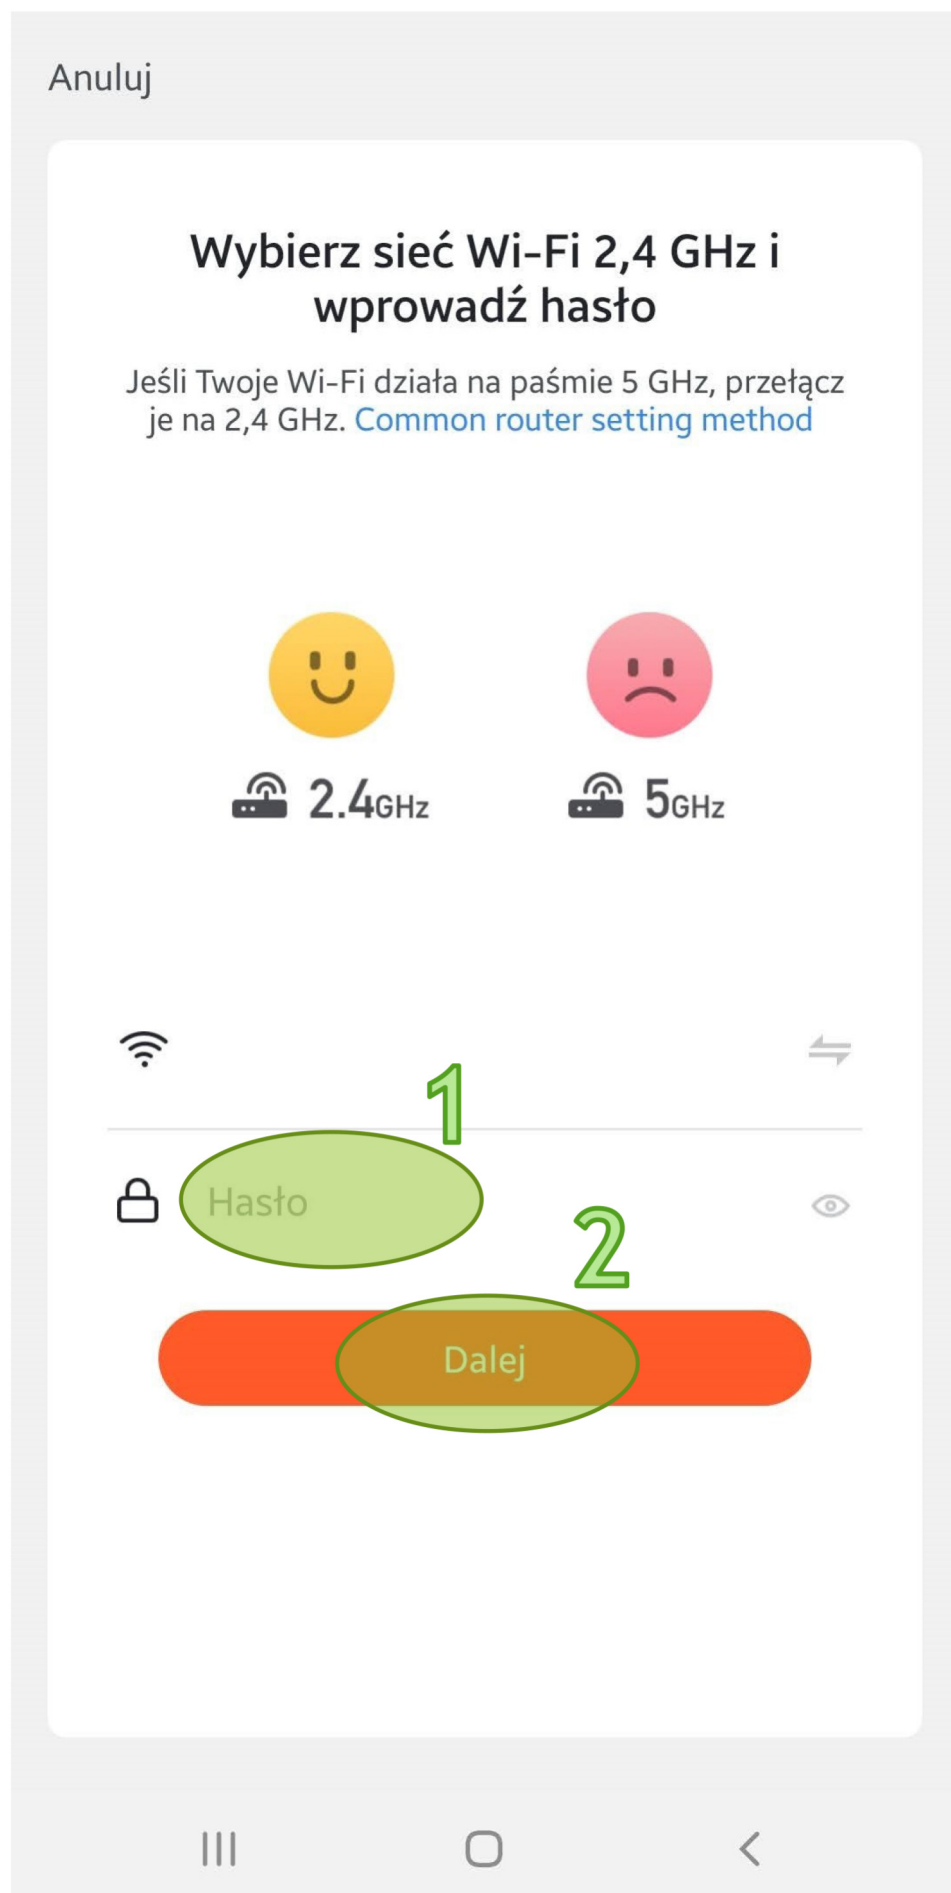 Anuluj
Wybierz sieć Wi-Fi 2,4 GHz i
wprowadź hasło
Jeśli Twoje Wi-Fi działa na paśmie 5 GHz, przełącz
je na 2,4 GHz. Common router setting method
2.4GHz 5GHz
1
Hasło
2
Dalej